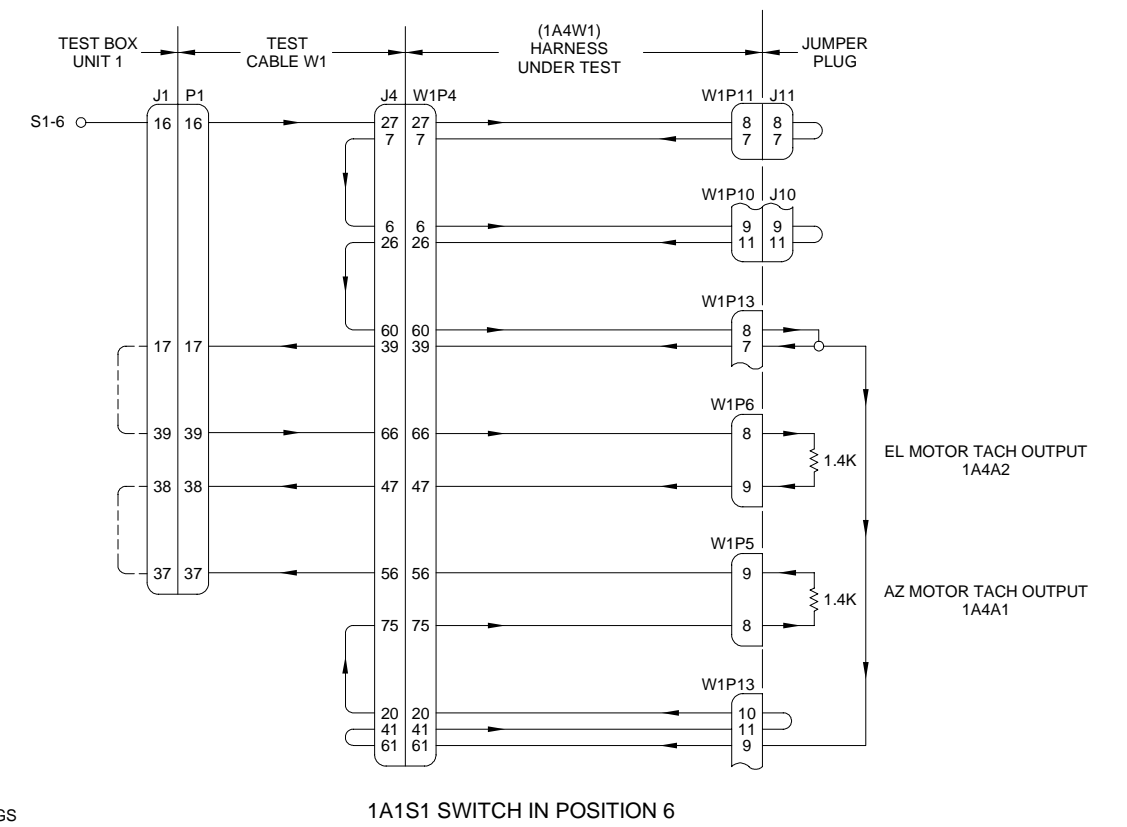 (1A4W1)
TEST BOX TEST HARNESS JUMPER
UNIT 1 CABLE W1 UNDER TEST PLUG
J1 P1 J4 W1P4 W1P11 J11
S1-6 16 16 27 27 8 8
7 7 7 7
W1P10 J10
6 6 9 9
26 26 11 11
W1P13
60 60 8
17 17 39 39 7
W1P6
39 39 66 66 8
1.4K
EL MOTOR TACH OUTPUT
1A4A2
38 38 47 47 9
W1P5
37 37 56 56 9
1.4K
AZ MOTOR TACH OUTPUT
1A4A1
75 75 8
W1P13
20 20 10
41 41 11
61 61 9
1A1S1 SWITCH IN POSITION 6
GS